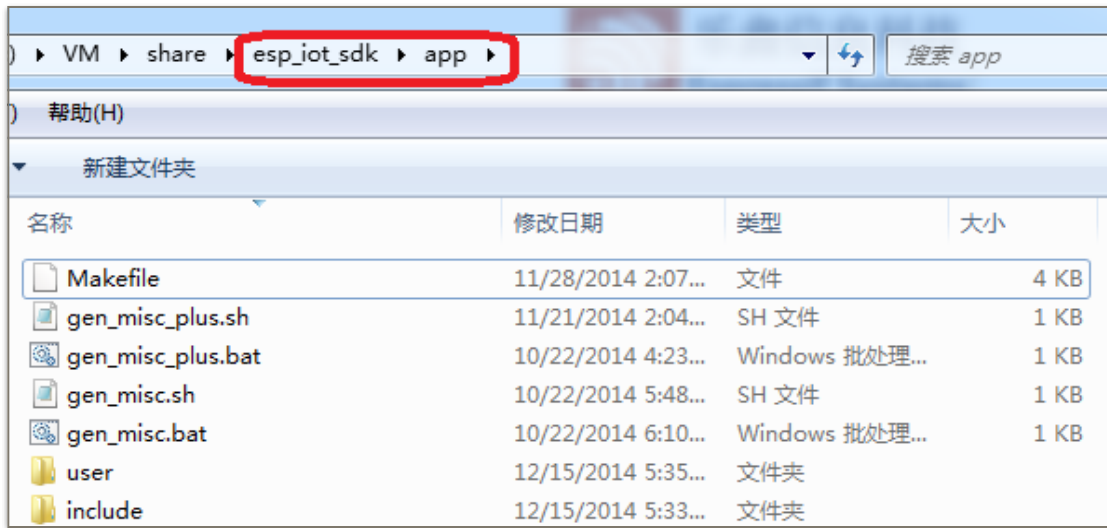 ) ▸ VM ▸ share ▸ esp_iot_sdk ▸ app ▸ 搜索 app
) 帮助(H)
新建文件夹
名称 修改日期 类型 大小
Makefile 11/28/2014 2:07... 文件 4 KB
gen_misc_plus.sh 11/21/2014 2:04... SH 文件 1 KB
gen_misc_plus.bat 10/22/2014 4:23... Windows 批处理... 1 KB
gen_misc.sh 10/22/2014 5:48... SH 文件 1 KB
gen_misc.bat 10/22/2014 6:10... Windows 批处理... 1 KB
user 12/15/2014 5:35... 文件夹
include 12/15/2014 5:33... 文件夹